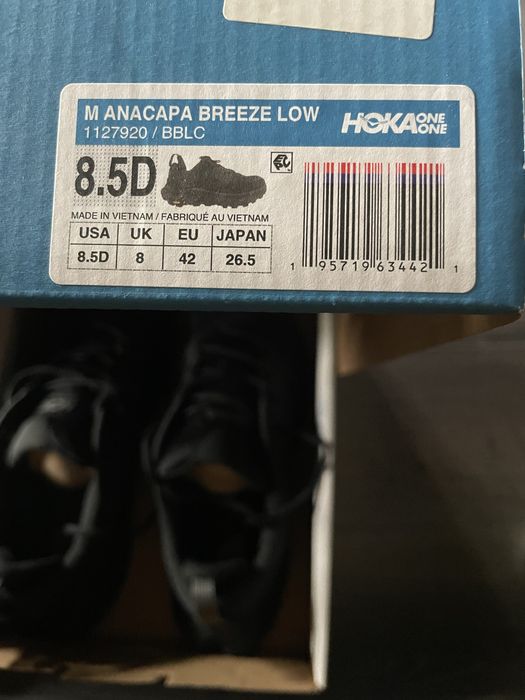 M ANACAPA BREEZE LOW
1127920 / BBLC
HOKA ONE ONE
8.5D
MADE IN VIETNAM / FABRIQUÉ AU VIETNAM
USA UK EU JAPAN
8.5D 8 42 26.5
1 95719 63442 1